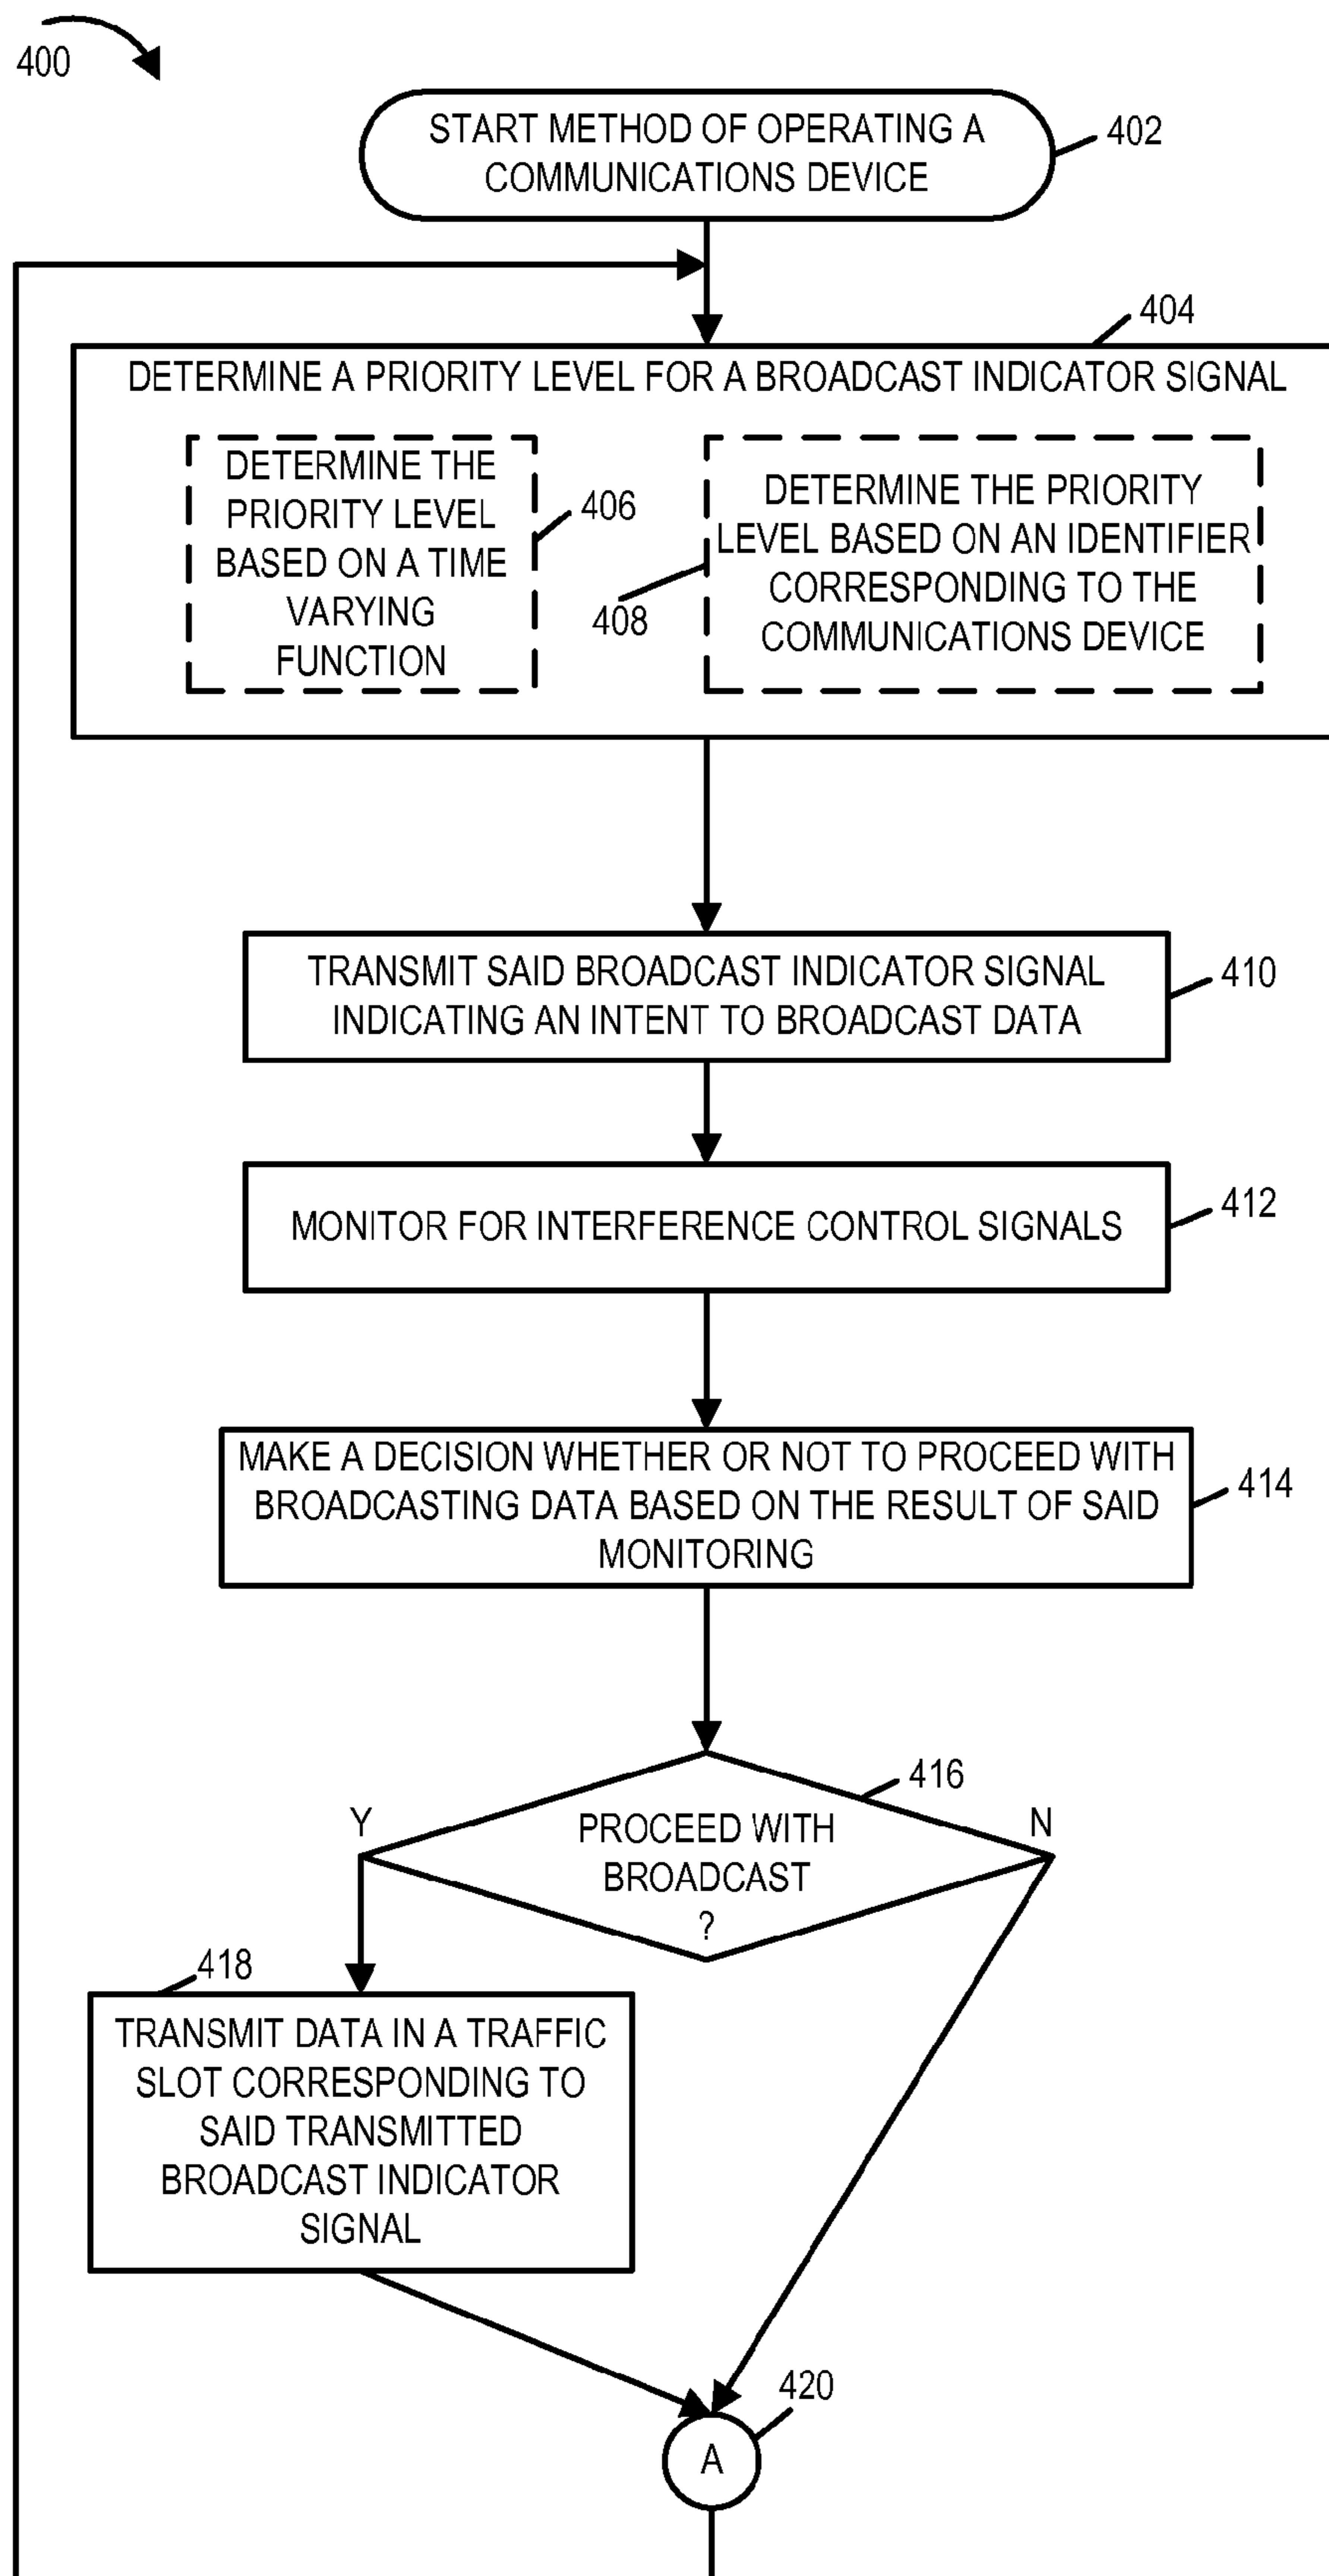 400
START METHOD OF OPERATING A
COMMUNICATIONS DEVICE
402
404
DETERMINE A PRIORITY LEVEL FOR A BROADCAST INDICATOR SIGNAL
DETERMINE THE
PRIORITY LEVEL
BASED ON A TIME
VARYING
FUNCTION
406
408
DETERMINE THE PRIORITY
LEVEL BASED ON AN IDENTIFIER
CORRESPONDING TO THE
COMMUNICATIONS DEVICE
TRANSMIT SAID BROADCAST INDICATOR SIGNAL
INDICATING AN INTENT TO BROADCAST DATA
410
MONITOR FOR INTERFERENCE CONTROL SIGNALS
412
MAKE A DECISION WHETHER OR NOT TO PROCEED WITH
BROADCASTING DATA BASED ON THE RESULT OF SAID
MONITORING
414
416
Y
N
PROCEED WITH
BROADCAST
?
418
TRANSMIT DATA IN A TRAFFIC
SLOT CORRESPONDING TO
SAID TRANSMITTED
BROADCAST INDICATOR
SIGNAL
420
A